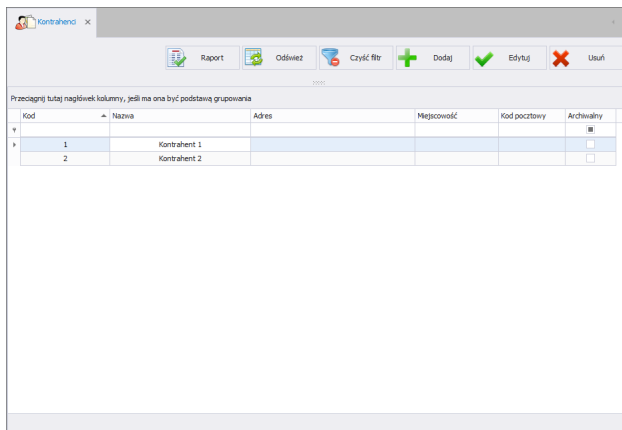 Kontrahenci
Raport Odśwież Czyść filtr Dodaj Edytuj Usuń
Przeciągnij tutaj nagłówek kolumny, jeśli ma ona być podstawą grupowania
Kod Nazwa Adres Miejscowość Kod pocztowy Archiwalny
1 Kontrahent 1
2 Kontrahent 2